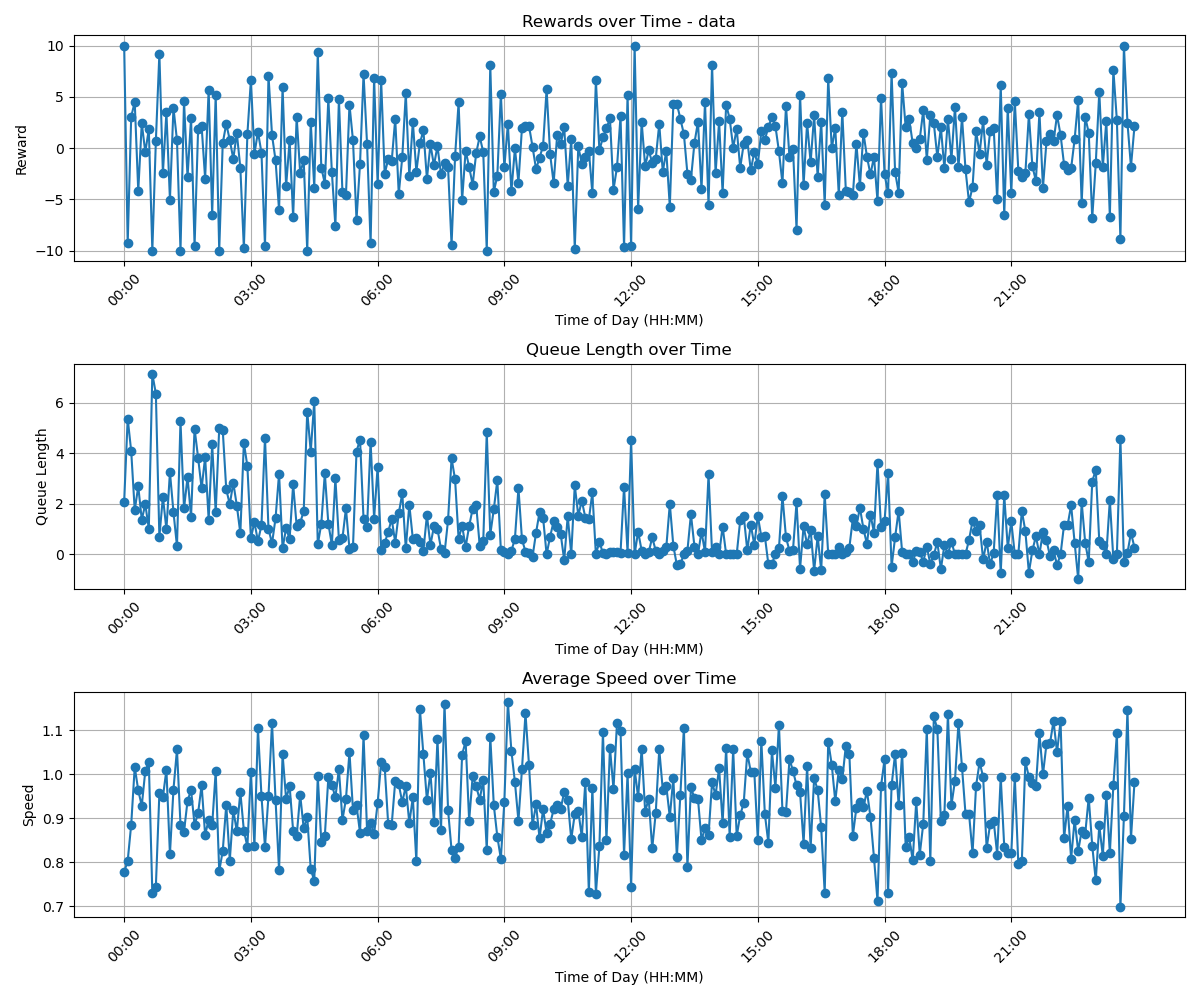 Rewards over Time - data
Reward
10
5
0
−5
−10
00:00 03:00 06:00 09:00 12:00 15:00 18:00 21:00
Time of Day (HH:MM)
Queue Length over Time
Queue Length
6
4
2
0
00:00 03:00 06:00 09:00 12:00 15:00 18:00 21:00
Time of Day (HH:MM)
Average Speed over Time
Speed
1.1
1.0
0.9
0.8
0.7
00:00 03:00 06:00 09:00 12:00 15:00 18:00 21:00
Time of Day (HH:MM)